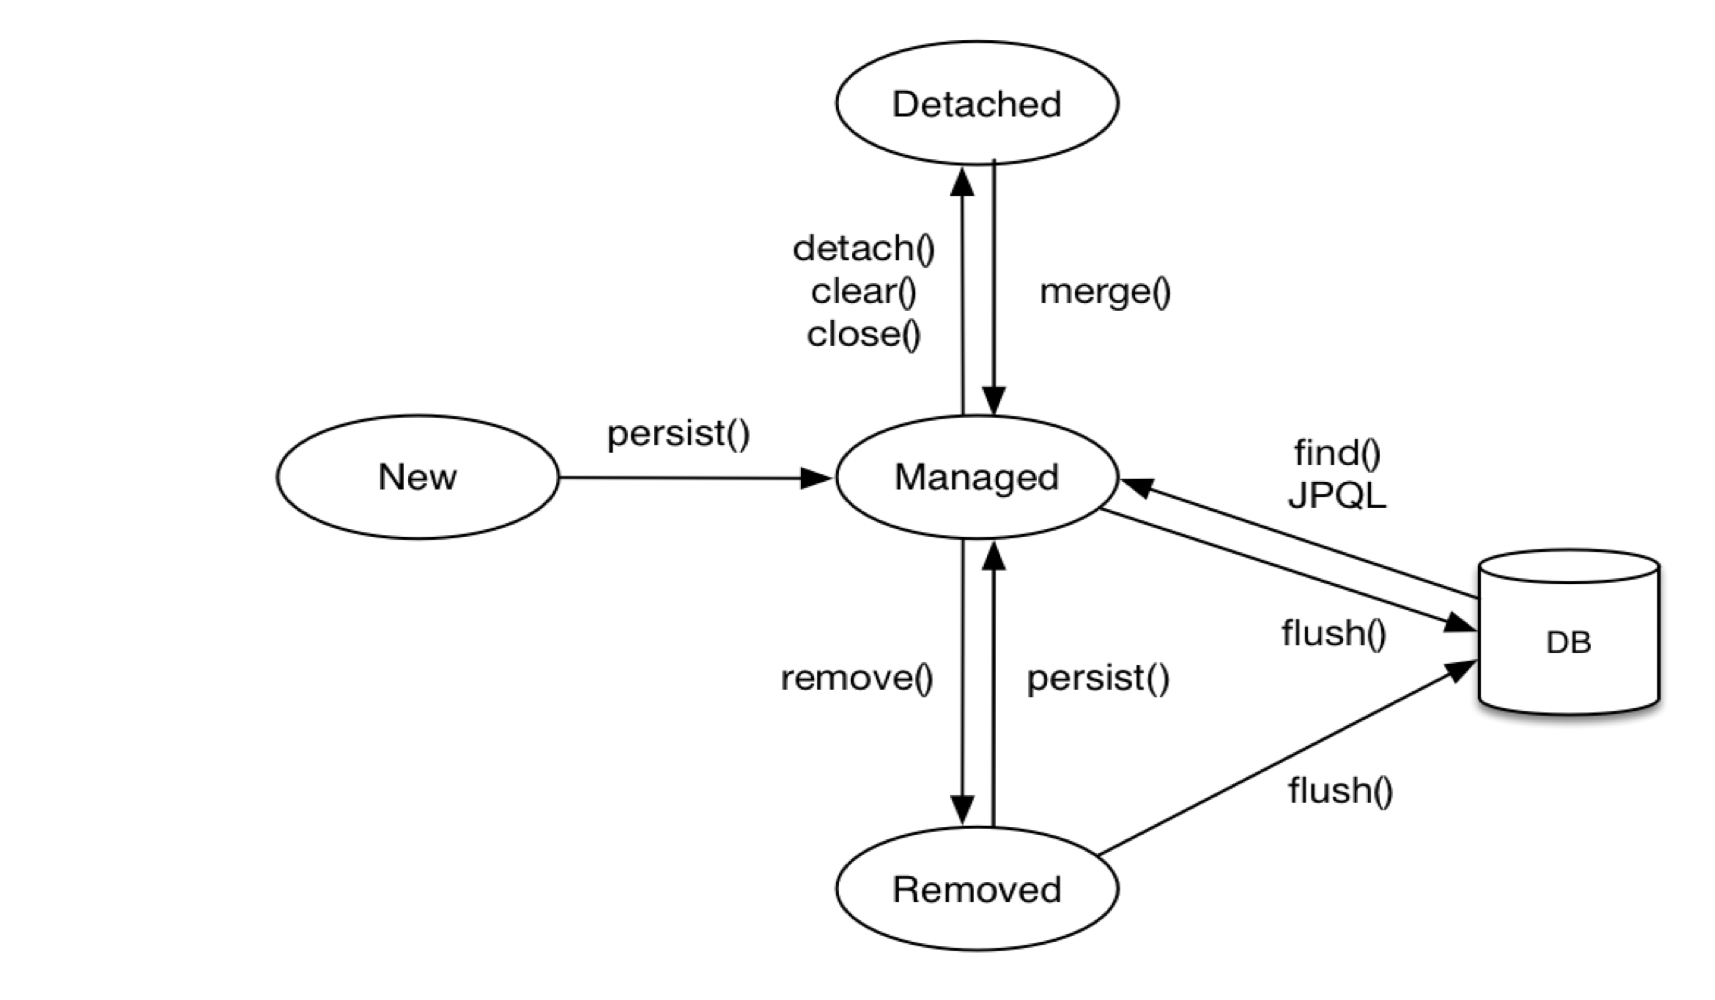 Detached
detach()
clear()
close()
merge()
persist()
New
Managed
find()
JPQL
flush()
DB
remove()
persist()
flush()
Removed